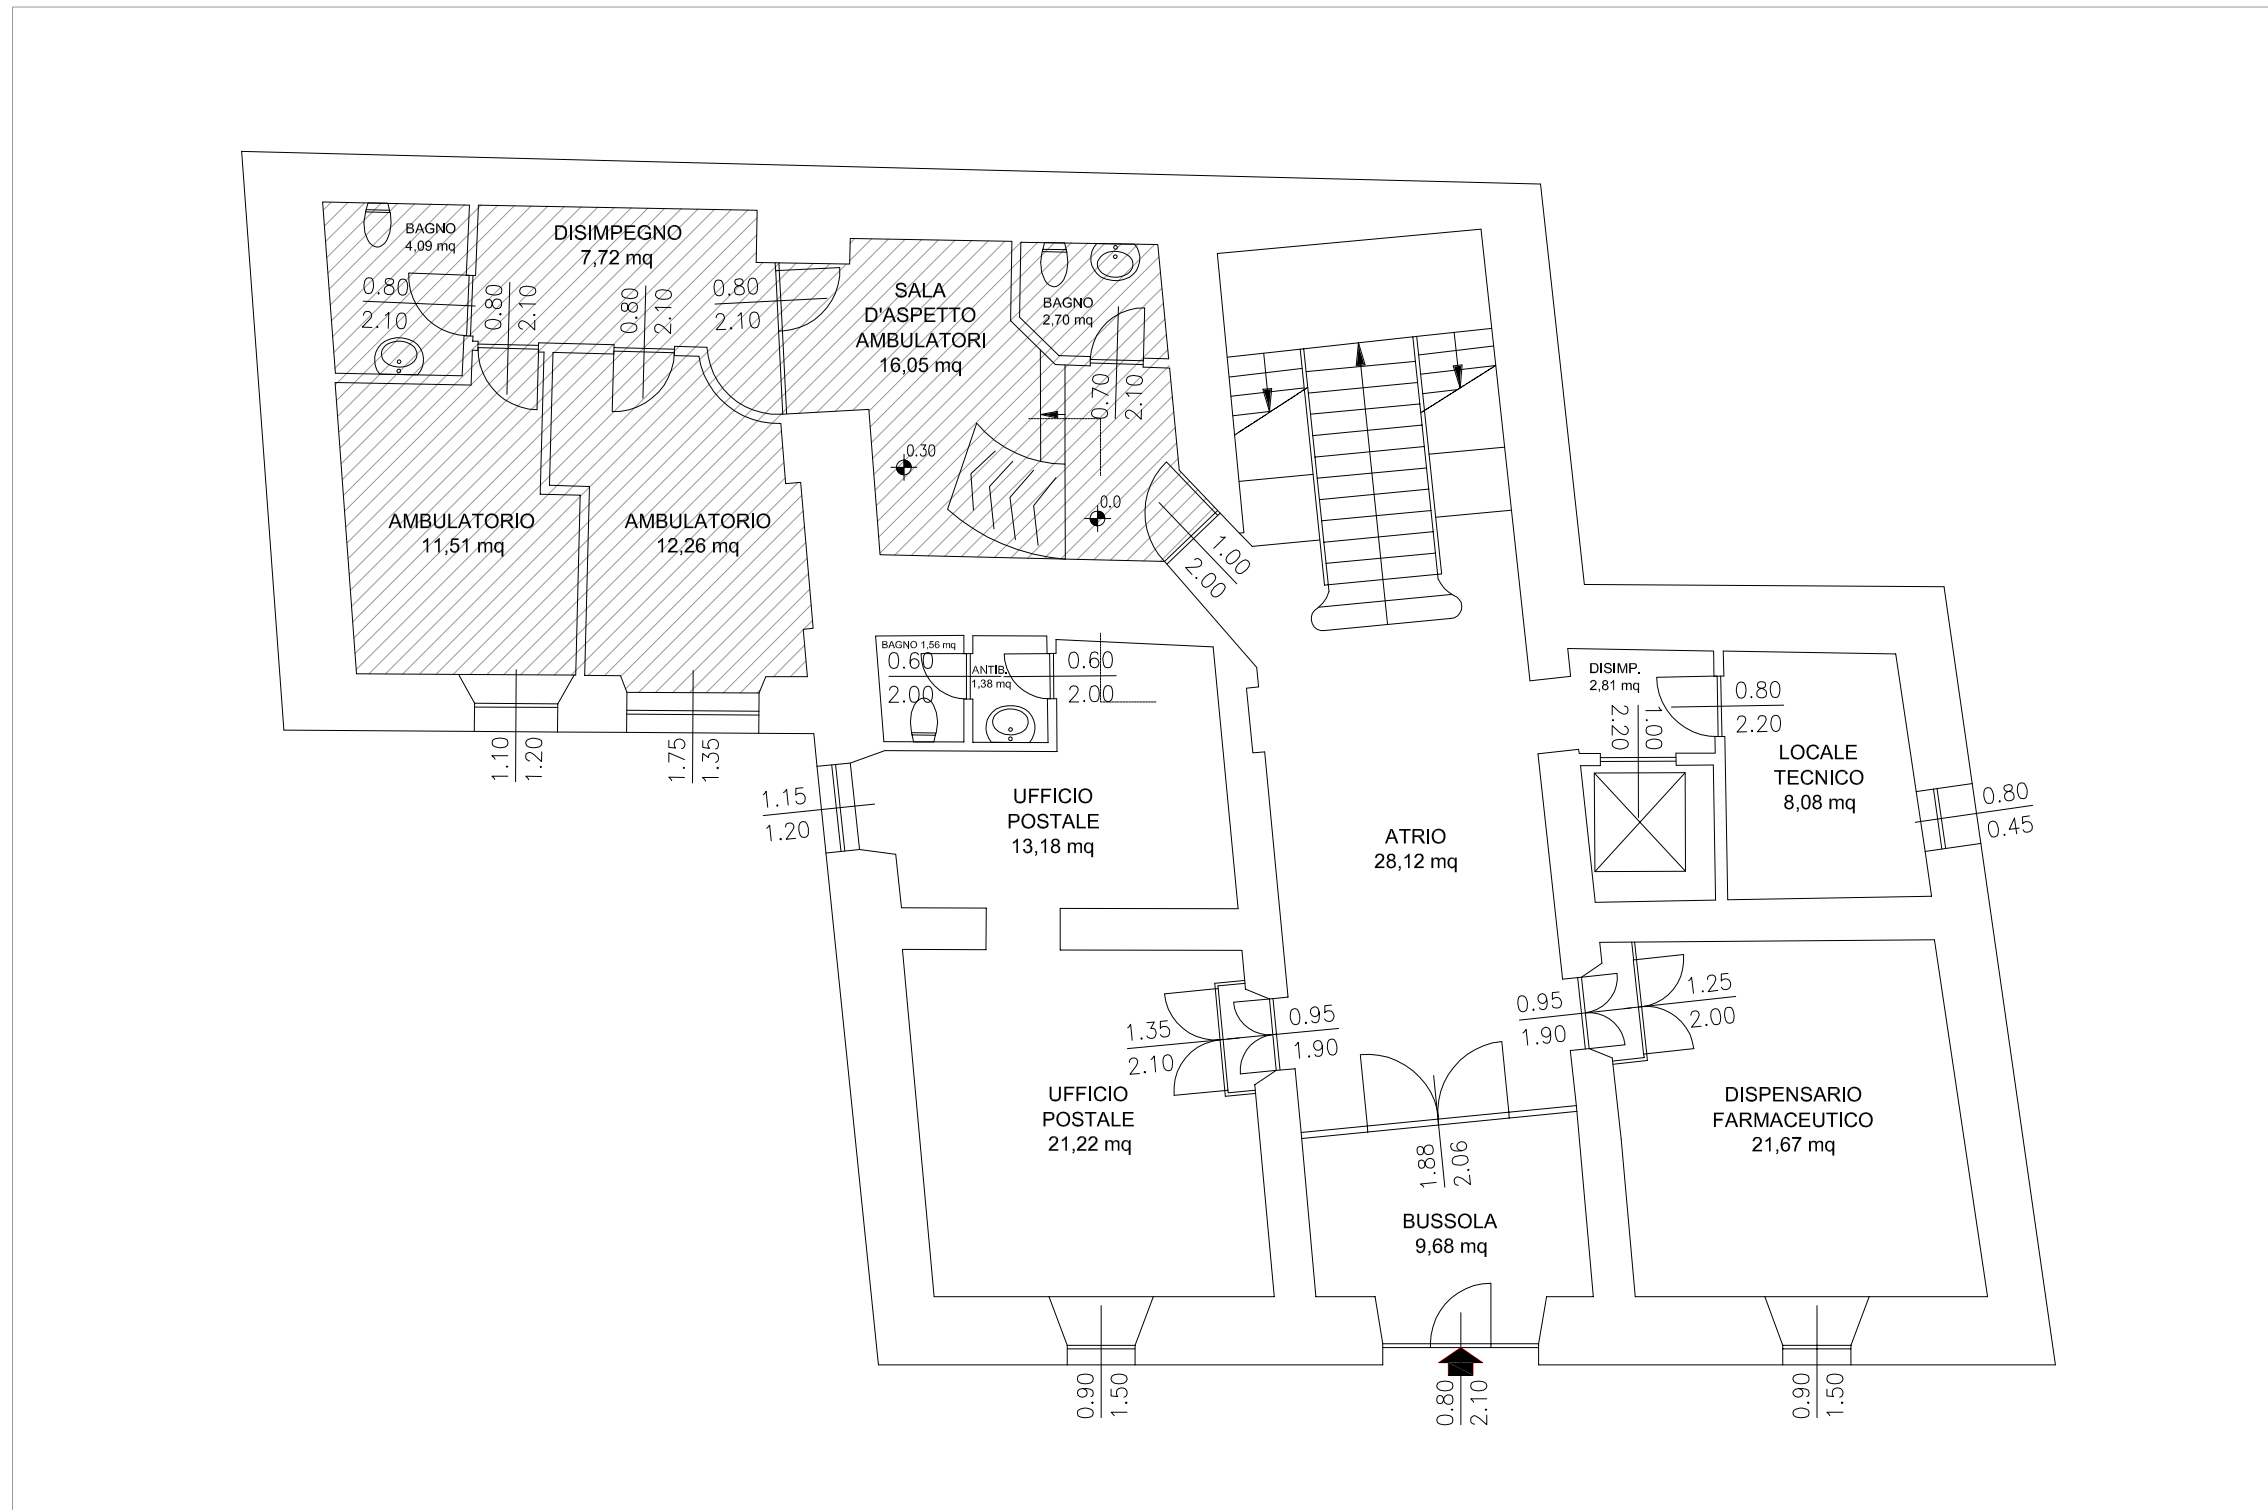 BAGNO
4,09 mq
DISIMPEGNO
7,72 mq
0.80
2.10
0.80
2.10
0.80
2.10
0.80
2.10
SALA
D'ASPETTO
AMBULATORI
16,05 mq
BAGNO
2,70 mq
0.70
2.10
0.30
0.0
1.00
2.00
AMBULATORIO
11,51 mq
AMBULATORIO
12,26 mq
1.10
1.20
1.75
1.35
BAGNO 1,56 mq
0.60
2.00
ANTIB.
1,38 mq
0.60
2.00
DISIMP.
2,81 mq
0.80
2.20
1.00
2.20
LOCALE
TECNICO
8,08 mq
0.80
0.45
1.15
1.20
UFFICIO
POSTALE
13,18 mq
ATRIO
28,12 mq
1.35
2.10
0.95
1.90
0.95
1.90
1.25
2.00
UFFICIO
POSTALE
21,22 mq
DISPENSARIO
FARMACEUTICO
21,67 mq
1.88
2.06
BUSSOLA
9,68 mq
0.90
1.50
0.80
2.10
0.90
1.50